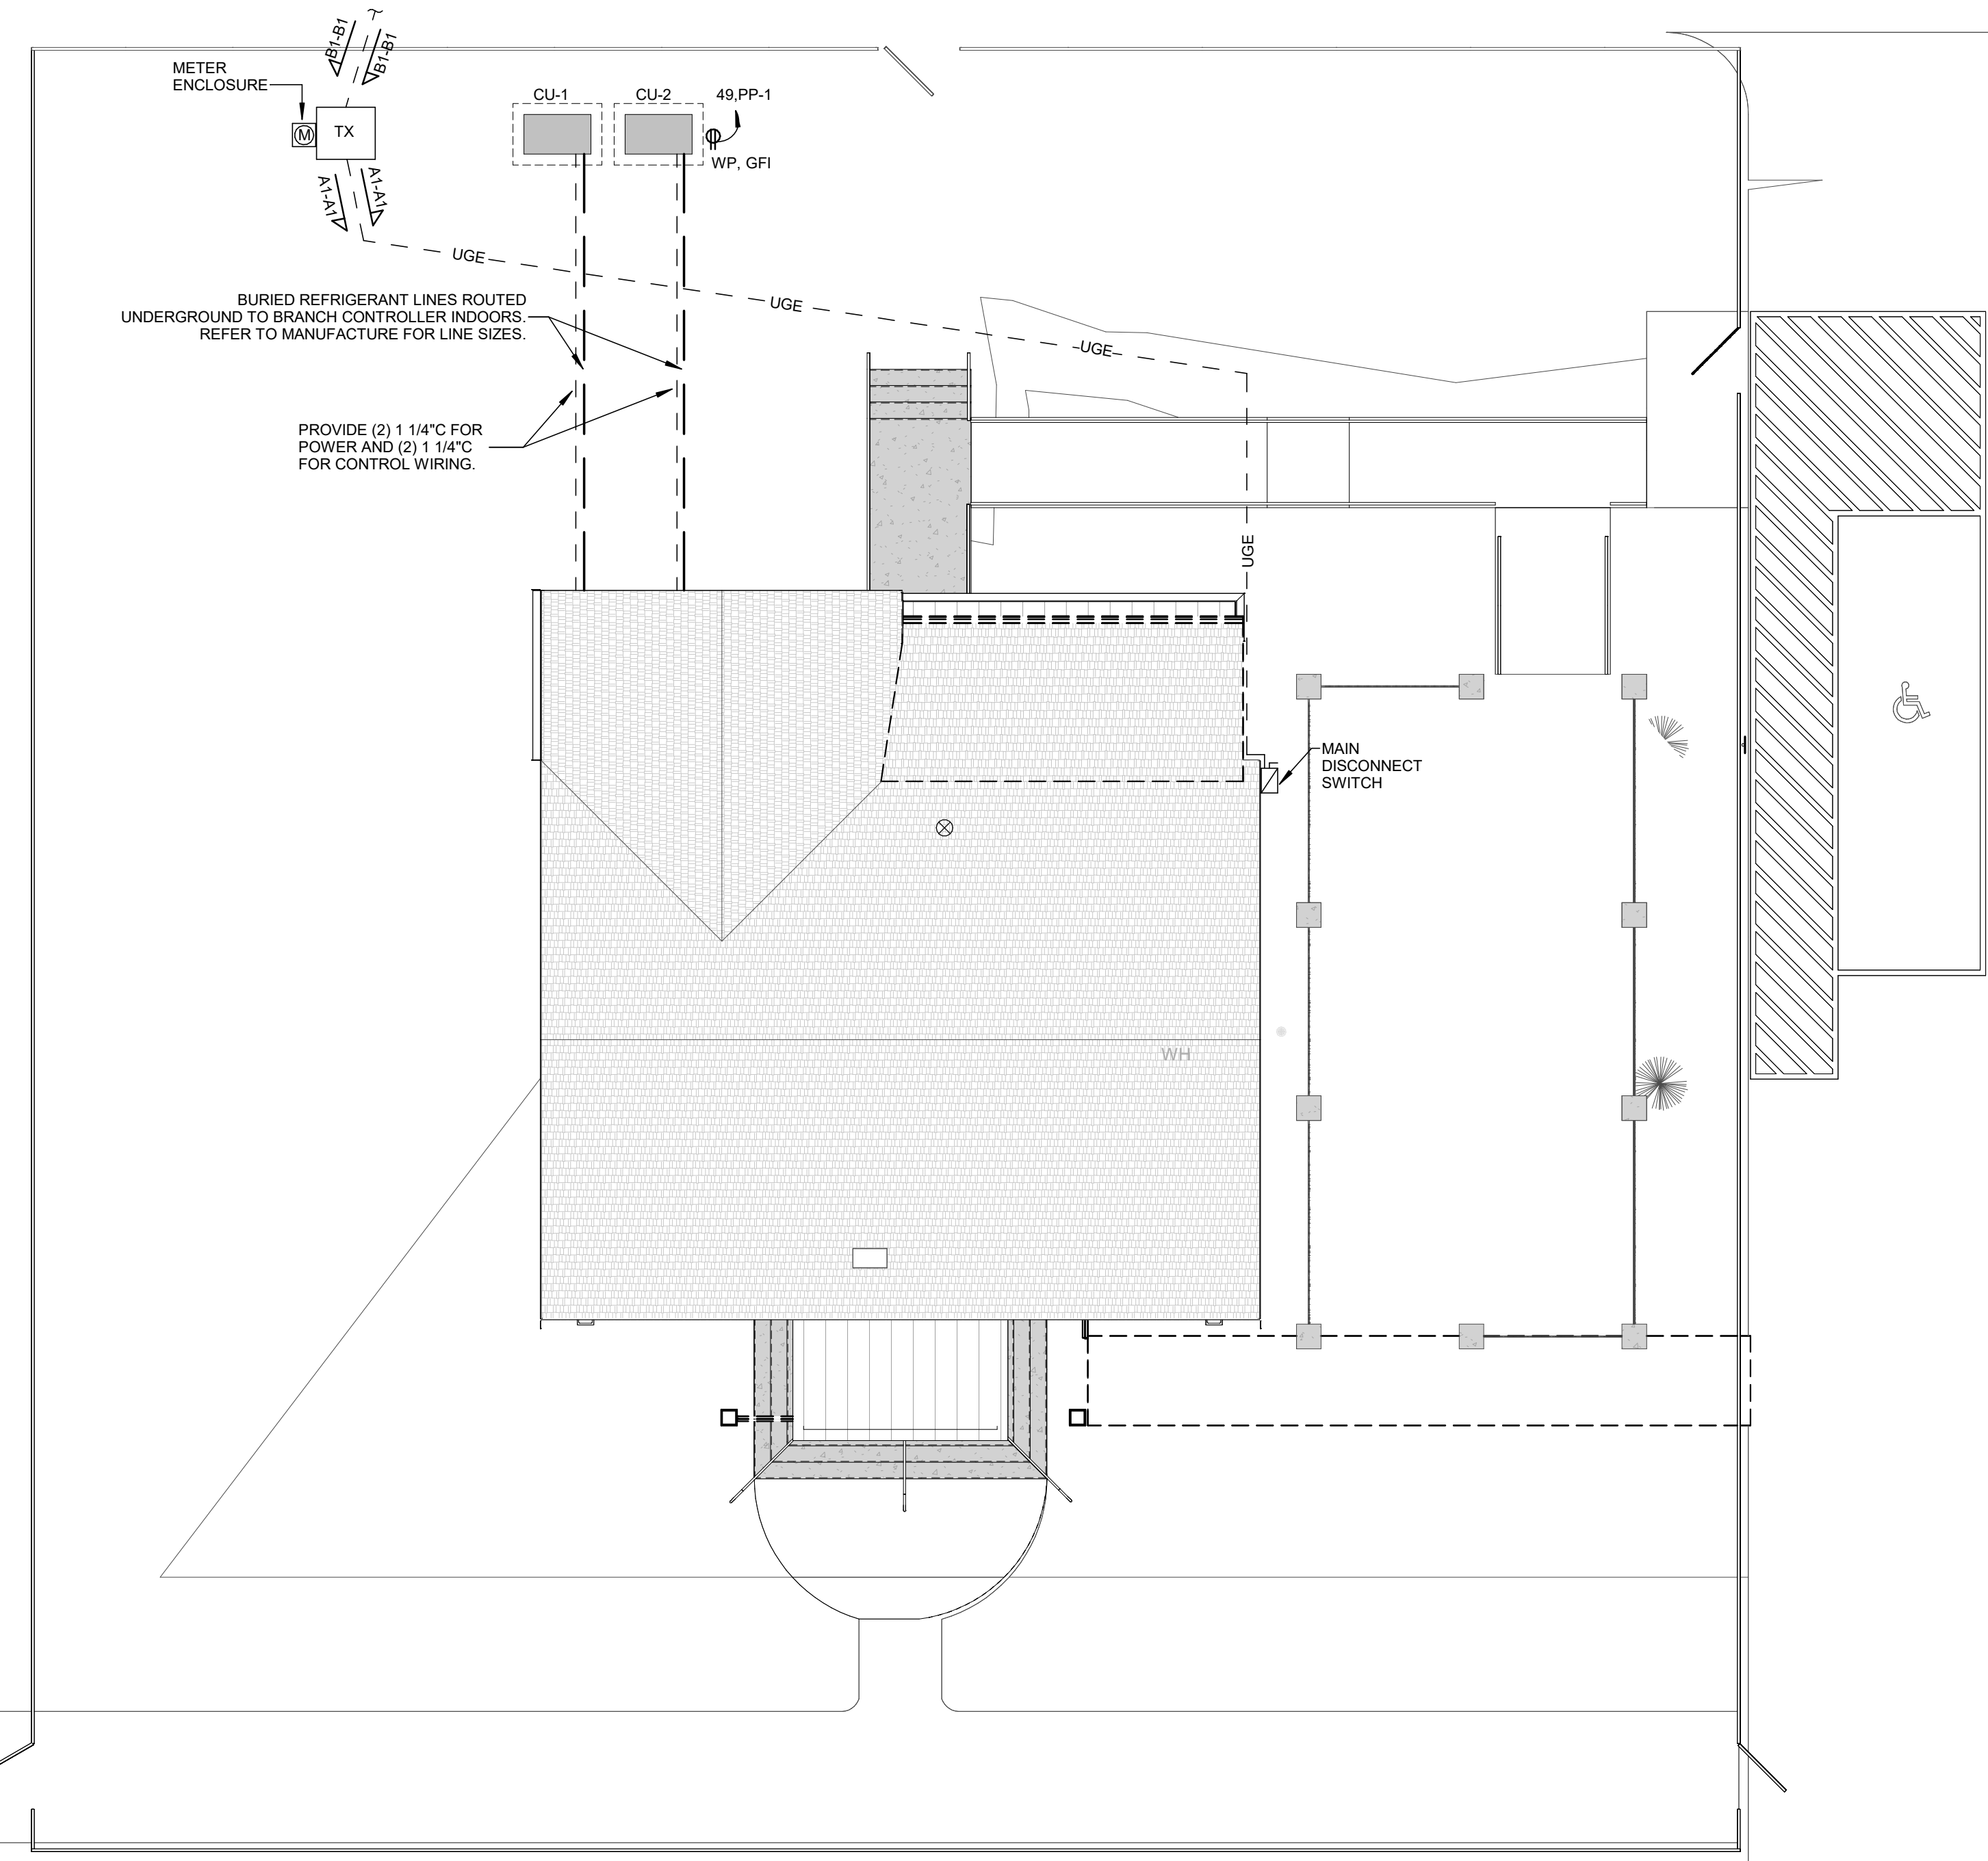 B1-B1
B1-B1
METER
ENCLOSURE
M
TX
CU-1
CU-2
49,PP-1
WP, GFI
A1-A1
A1-A1
UGE
UGE
UGE
BURIED REFRIGERANT LINES ROUTED
UNDERGROUND TO BRANCH CONTROLLER INDOORS.
REFER TO MANUFACTURE FOR LINE SIZES.
PROVIDE (2) 1 1/4"C FOR
POWER AND (2) 1 1/4"C
FOR CONTROL WIRING.
UGE
MAIN
DISCONNECT
SWITCH
WH